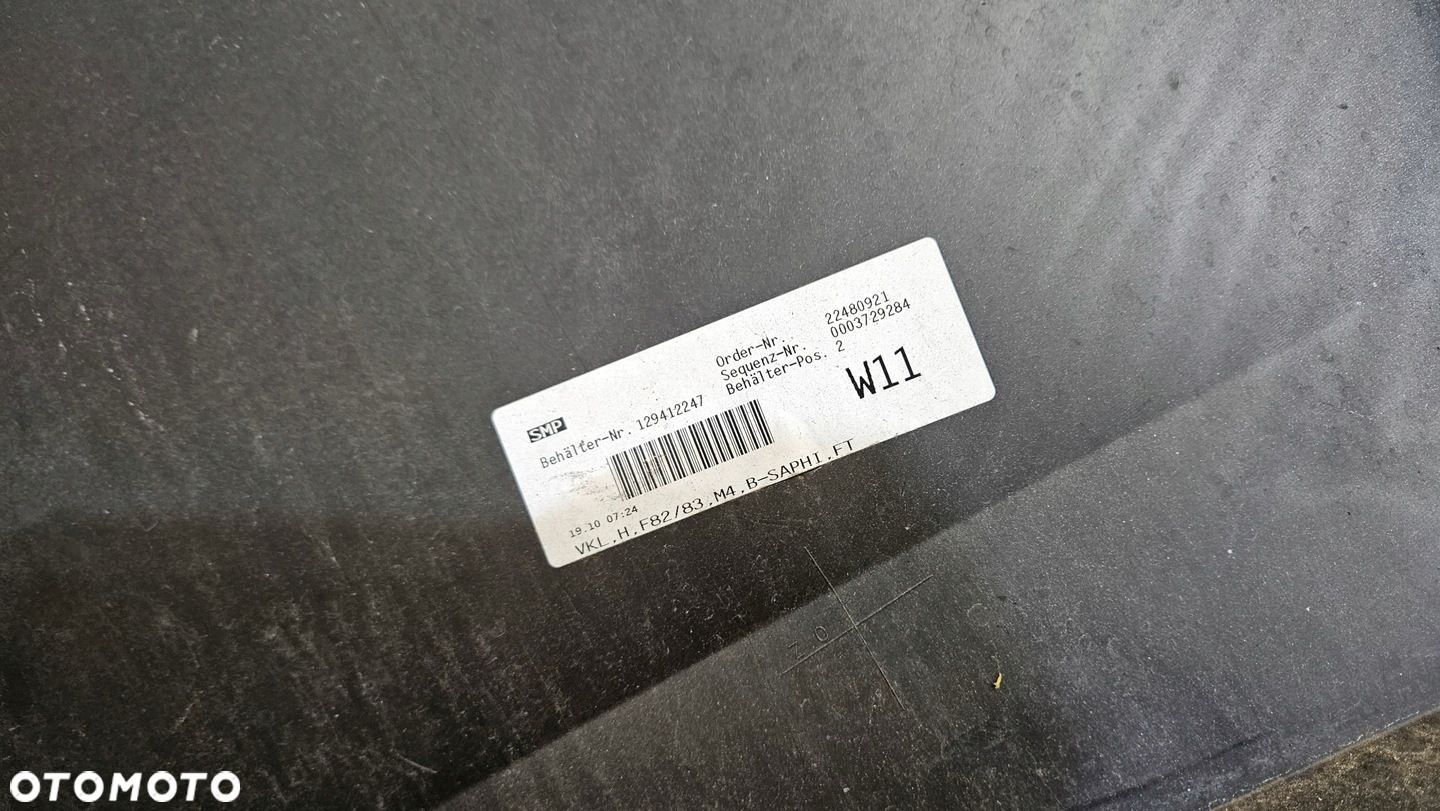 SMP
Behälter-Nr. 129412247
Order-Nr. 22480921
Sequenz-Nr. 0003729284
Behälter-Pos. 2
W11
19.10 07:24
VKL,H,F82/83,M4,B-SAPHI,FT
ZO
OTOMOTO